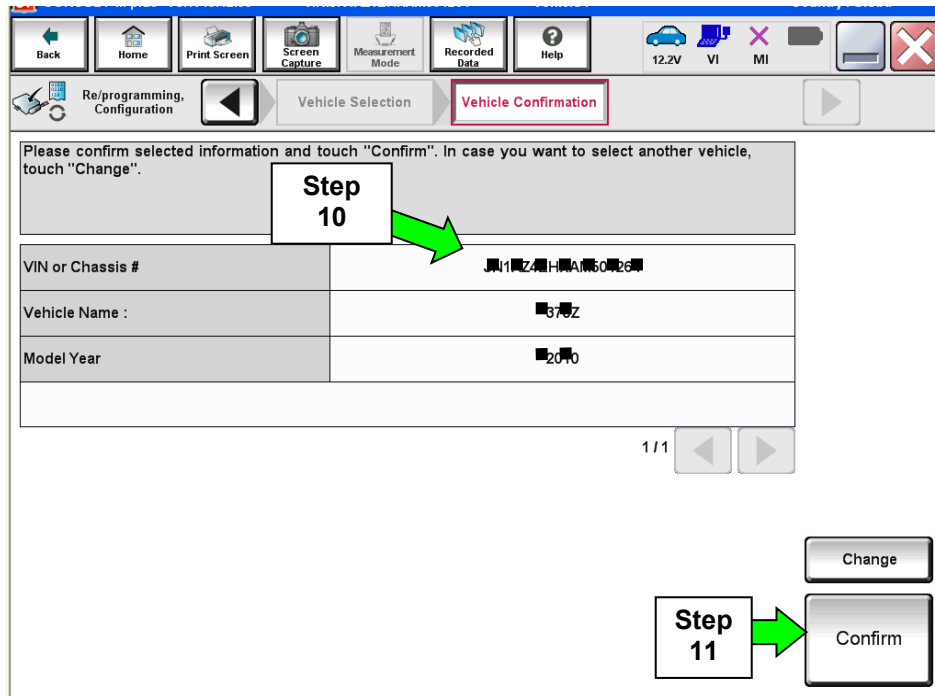 Back
Home
Print Screen
Screen
Capture
Measurement
Mode
Recorded
Data
Help
12.2V
VI
MI
Re/programming,
Configuration
Vehicle Selection
Vehicle Confirmation
Please confirm selected information and touch "Confirm". In case you want to select another vehicle,
touch "Change".
Step
10
VIN or Chassis #
Vehicle Name :
Model Year
1/1
Change
Step
11
Confirm